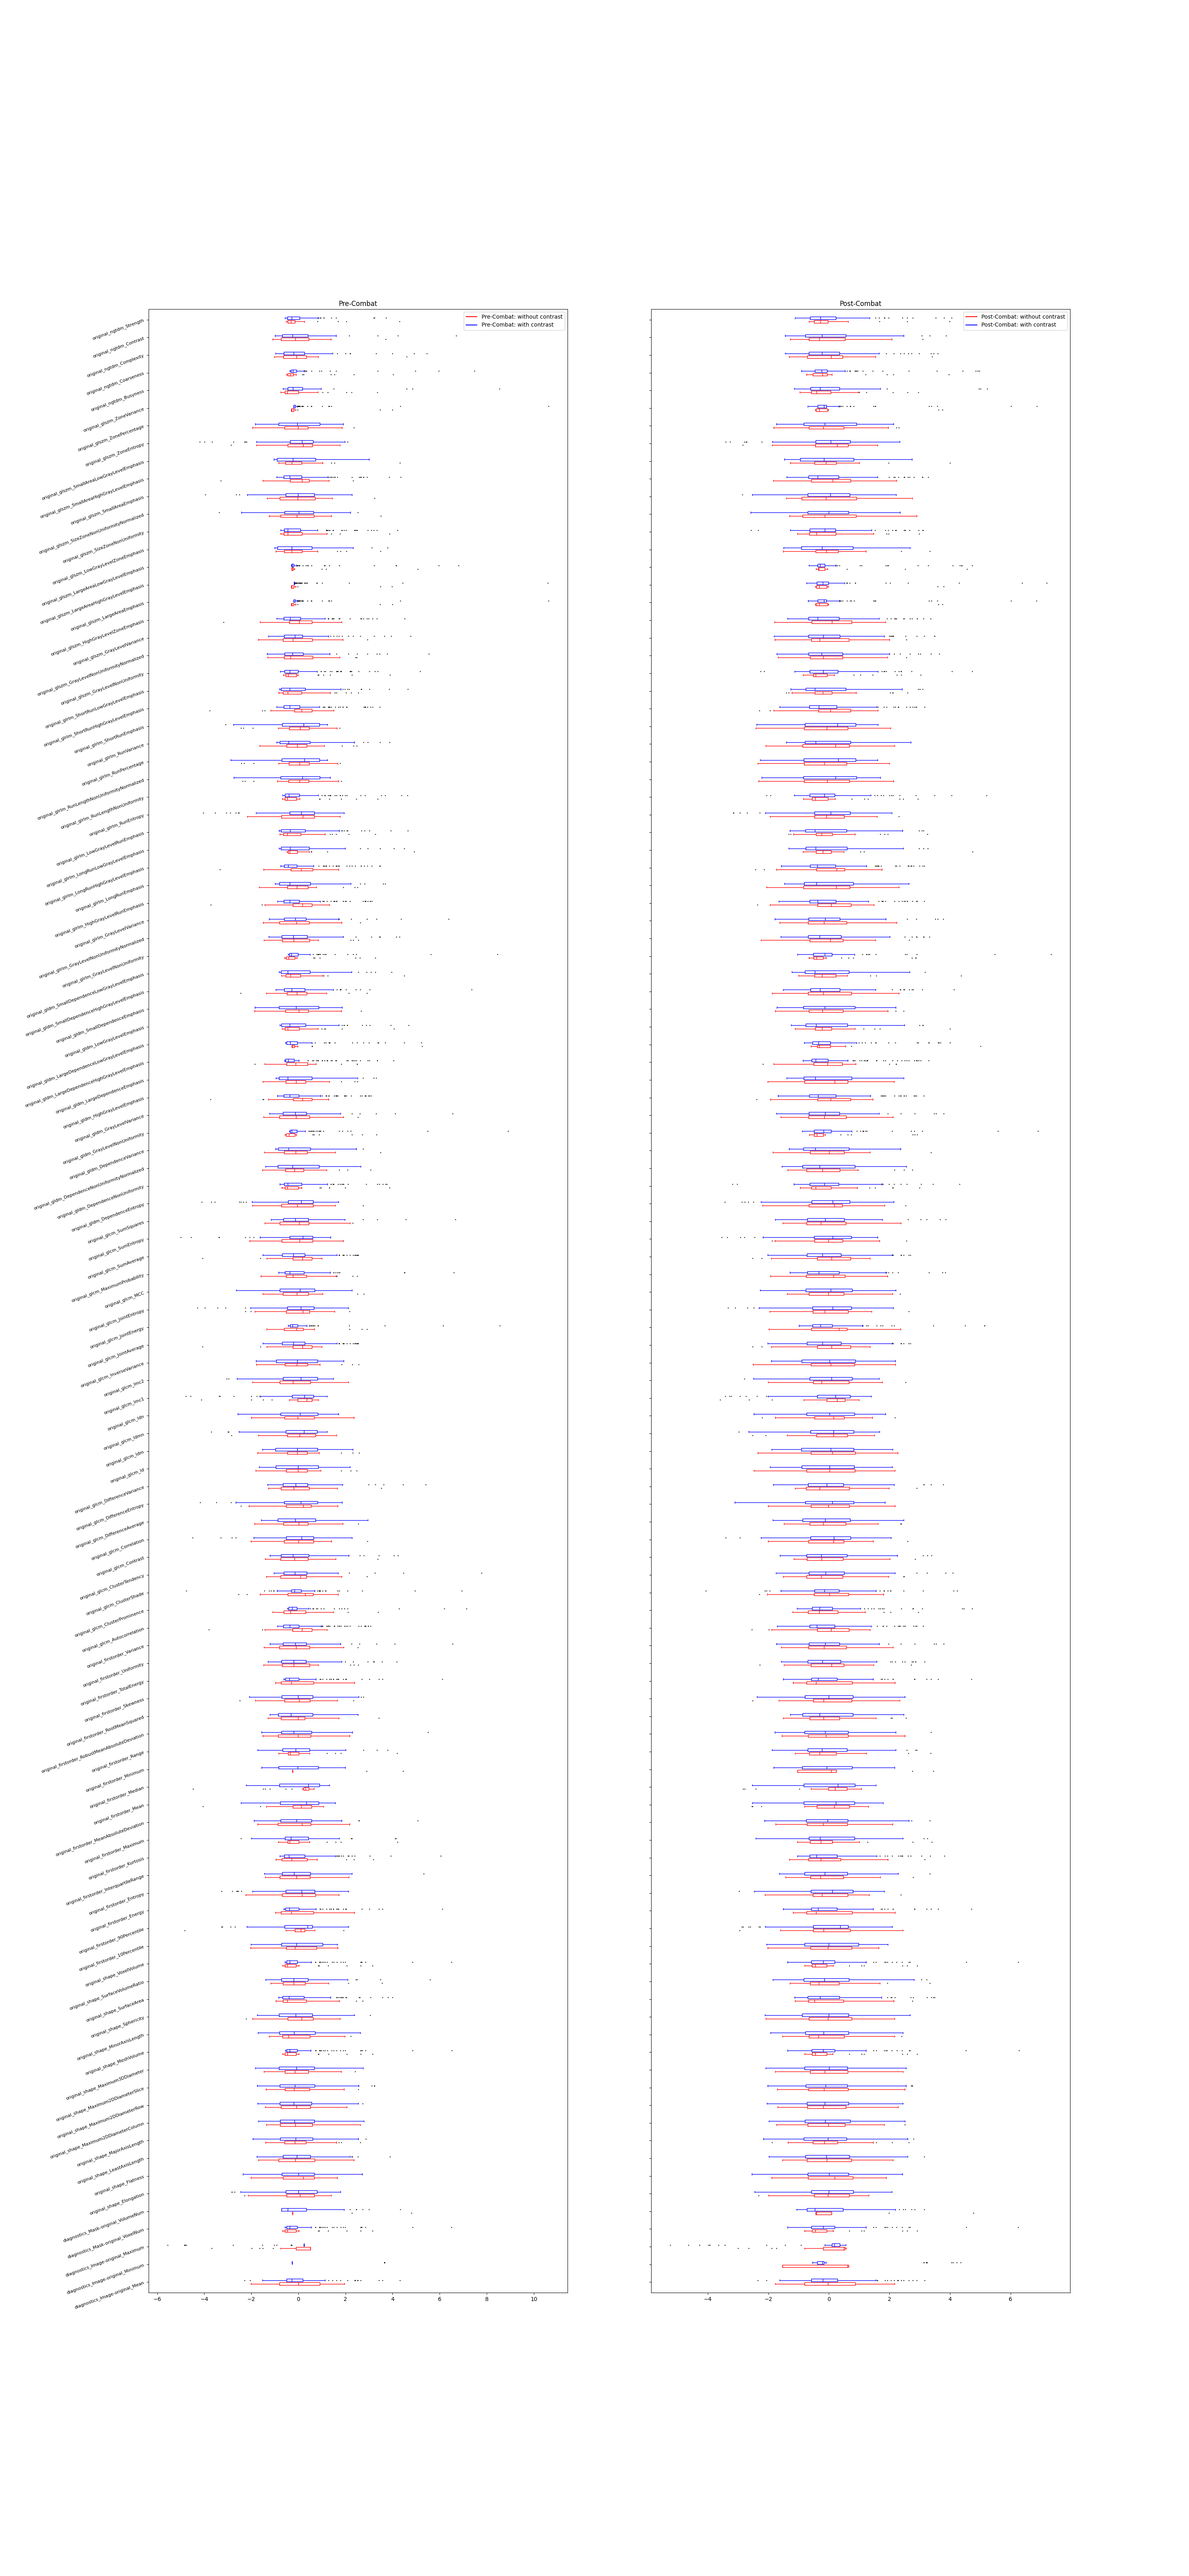 Pre-Combat
Post-Combat
Pre-Combat: without contrast
Pre-Combat: with contrast
Post-Combat: without contrast
Post-Combat: with contrast
original_ngtdm_Strength
original_ngtdm_Contrast
original_ngtdm_Complexity
original_ngtdm_Coarseness
original_ngtdm_Busyness
original_glszm_ZoneVariance
original_glszm_ZonePercentage
original_glszm_ZoneEntropy
original_glszm_SmallAreaLowGrayLevelEmphasis
original_glszm_SmallAreaHighGrayLevelEmphasis
original_glszm_SmallAreaEmphasis
original_glszm_SizeZoneNonUniformityNormalized
original_glszm_SizeZoneNonUniformity
original_glszm_LowGrayLevelZoneEmphasis
original_glszm_LargeAreaLowGrayLevelEmphasis
original_glszm_LargeAreaHighGrayLevelEmphasis
original_glszm_LargeAreaEmphasis
original_glszm_HighGrayLevelZoneEmphasis
original_glszm_GrayLevelVariance
original_glszm_GrayLevelNonUniformityNormalized
original_glszm_GrayLevelNonUniformity
original_glrlm_ShortRunLowGrayLevelEmphasis
original_glrlm_ShortRunHighGrayLevelEmphasis
original_glrlm_ShortRunEmphasis
original_glrlm_RunVariance
original_glrlm_RunPercentage
original_glrlm_RunLengthNonUniformityNormalized
original_glrlm_RunLengthNonUniformity
original_glrlm_RunEntropy
original_glrlm_LowGrayLevelRunEmphasis
original_glrlm_LongRunLowGrayLevelEmphasis
original_glrlm_LongRunHighGrayLevelEmphasis
original_glrlm_LongRunEmphasis
original_glrlm_HighGrayLevelRunEmphasis
original_glrlm_GrayLevelVariance
original_glrlm_GrayLevelNonUniformityNormalized
original_glrlm_GrayLevelNonUniformity
original_gldm_SmallDependenceLowGrayLevelEmphasis
original_gldm_SmallDependenceHighGrayLevelEmphasis
original_gldm_SmallDependenceEmphasis
original_gldm_LowGrayLevelEmphasis
original_gldm_LargeDependenceLowGrayLevelEmphasis
original_gldm_LargeDependenceHighGrayLevelEmphasis
original_gldm_LargeDependenceEmphasis
original_gldm_HighGrayLevelEmphasis
original_gldm_GrayLevelVariance
original_gldm_GrayLevelNonUniformity
original_gldm_DependenceVariance
original_gldm_DependenceNonUniformityNormalized
original_gldm_DependenceNonUniformity
original_gldm_DependenceEntropy
original_glcm_SumSquares
original_glcm_SumEntropy
original_glcm_SumAverage
original_glcm_MaximumProbability
original_glcm_MCC
original_glcm_JointEntropy
original_glcm_JointEnergy
original_glcm_JointAverage
original_glcm_InverseVariance
original_glcm_Imc2
original_glcm_Imc1
original_glcm_Idn
original_glcm_Idmn
original_glcm_Idm
original_glcm_Id
original_glcm_DifferenceVariance
original_glcm_DifferenceEntropy
original_glcm_DifferenceAverage
original_glcm_Correlation
original_glcm_Contrast
original_glcm_ClusterTendency
original_glcm_ClusterShade
original_glcm_ClusterProminence
original_glcm_Autocorrelation
original_firstorder_Variance
original_firstorder_Uniformity
original_firstorder_TotalEnergy
original_firstorder_Skewness
original_firstorder_RootMeanSquared
original_firstorder_RobustMeanAbsoluteDeviation
original_firstorder_Range
original_firstorder_Minimum
original_firstorder_Median
original_firstorder_Mean
original_firstorder_MeanAbsoluteDeviation
original_firstorder_Maximum
original_firstorder_Kurtosis
original_firstorder_InterquartileRange
original_firstorder_Entropy
original_firstorder_Energy
original_firstorder_90Percentile
original_firstorder_10Percentile
original_shape_VoxelVolume
original_shape_SurfaceVolumeRatio
original_shape_SurfaceArea
original_shape_Sphericity
original_shape_MinorAxisLength
original_shape_MeshVolume
original_shape_Maximum3DDiameter
original_shape_Maximum2DDiameterSlice
original_shape_Maximum2DDiameterRow
original_shape_Maximum2DDiameterColumn
original_shape_MajorAxisLength
original_shape_LeastAxisLength
original_shape_Flatness
original_shape_Elongation
diagnostics_Mask-original_VolumeNum
diagnostics_Mask-original_VoxelNum
diagnostics_Image-original_Maximum
diagnostics_Image-original_Minimum
diagnostics_Image-original_Mean
−6 −4 −2 0 2 4 6 8 10
−4 −2 0 2 4 6